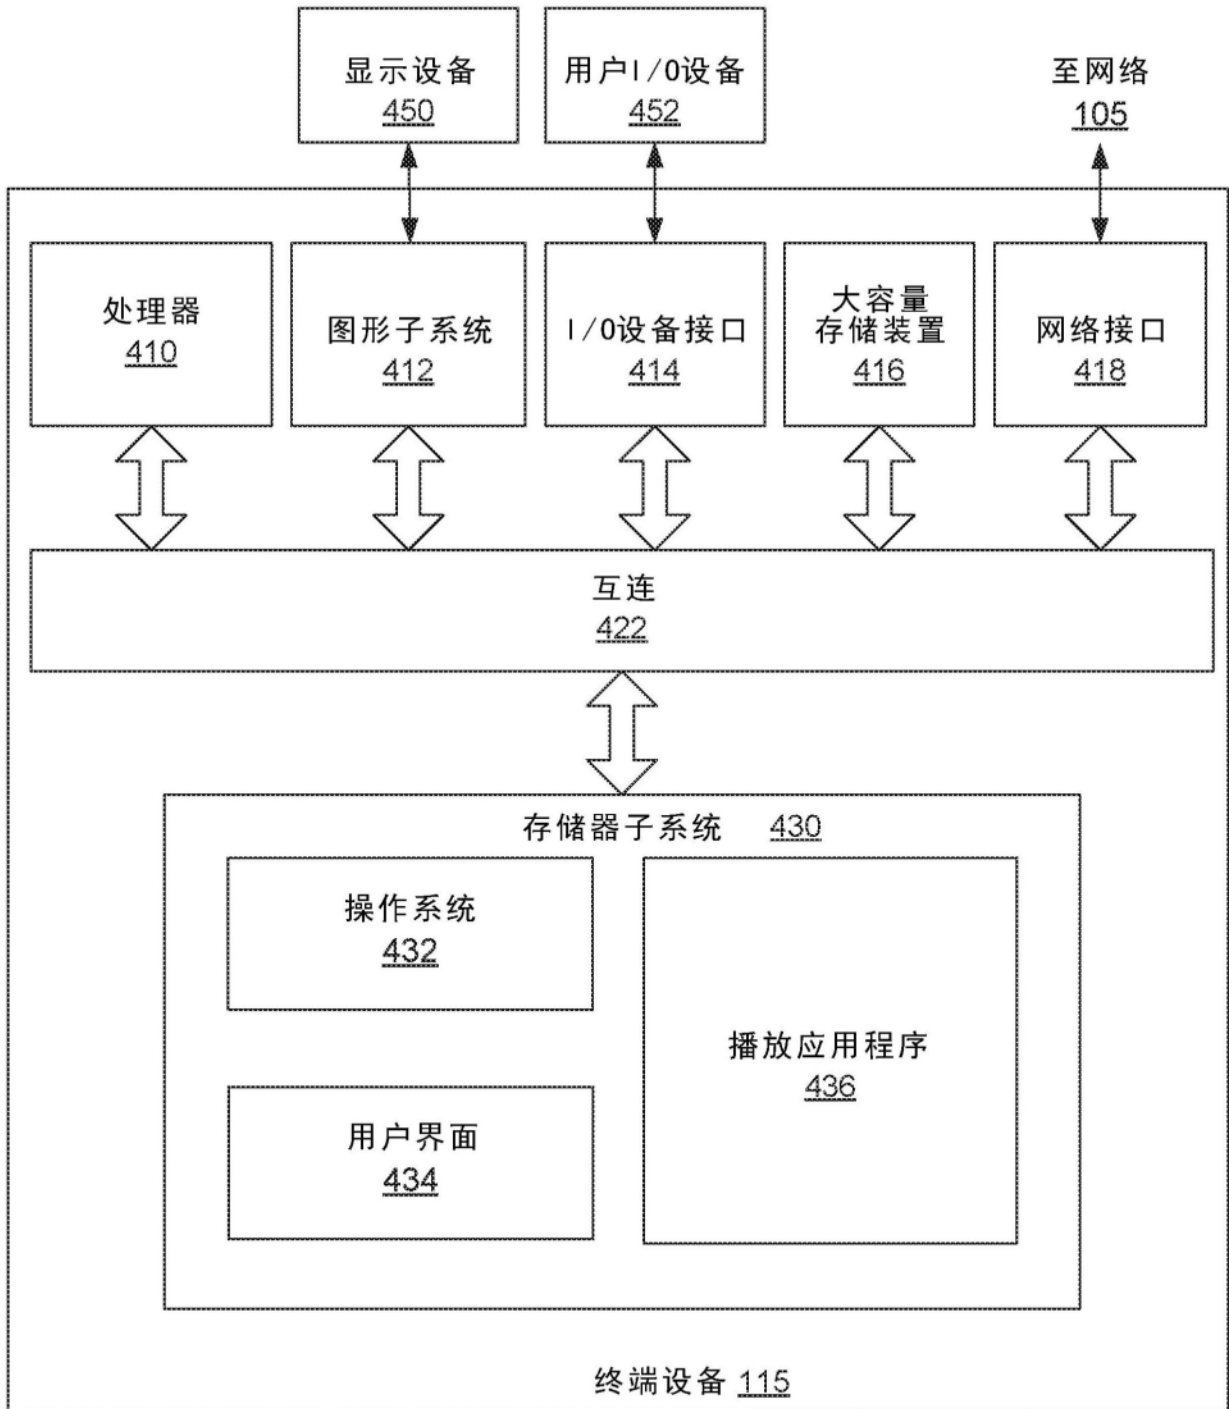 显示设备
450
用户I/O设备
452
至网络
105
处理器
410
图形子系统
412
I/O设备接口
414
大容量
存储装置
416
网络接口
418
互连
422
存储器子系统 430
操作系统
432
播放应用程序
436
用户界面
434
终端设备 115